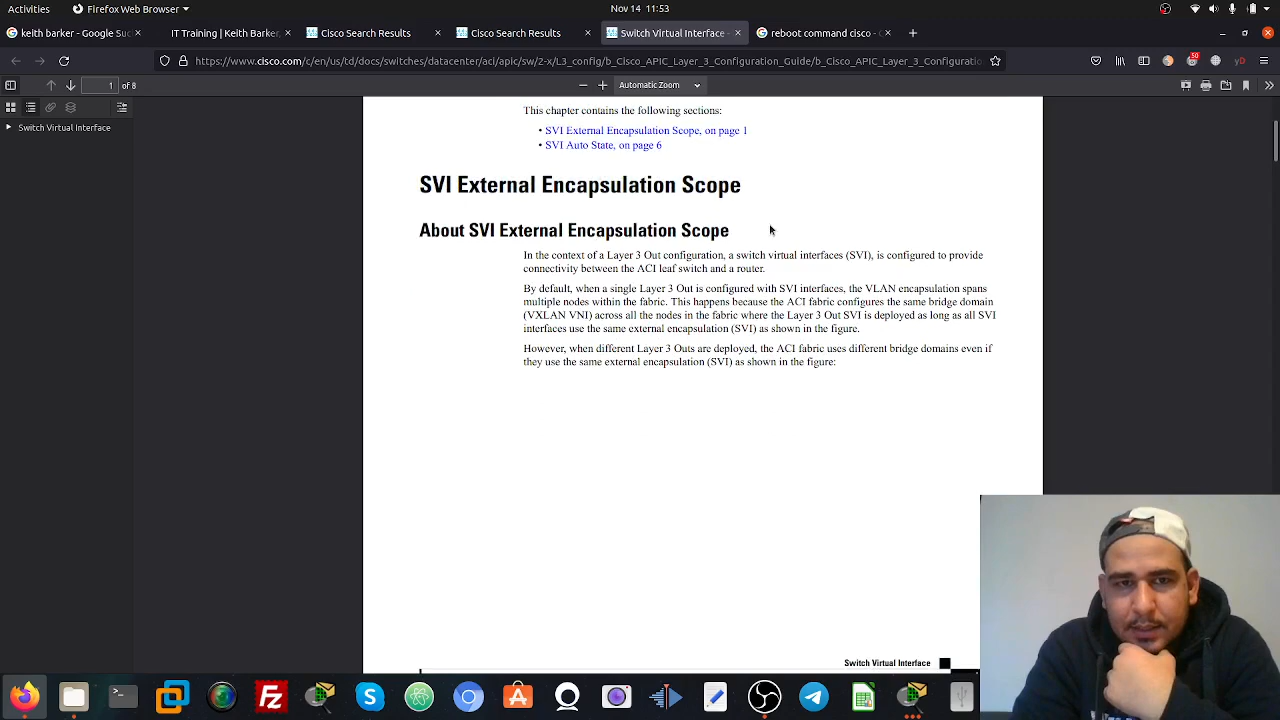 Activities
Firefox Web Browser
Nov 14 11:53
keith barker - Google Suc
IT Training | Keith Barker,
Cisco Search Results
Cisco Search Results
Switch Virtual Interface -
reboot command cisco - C
https://www.cisco.com/c/en/us/td/docs/switches/datacenter/aci/apic/sw/2-x/L3_config/b_Cisco_APIC_Layer_3_Configuration_Guide/b_Cisco_APIC_Layer_3_Configuratio
50
yD
1 of 8
Automatic Zoom
Switch Virtual Interface
This chapter contains the following sections:
• SVI External Encapsulation Scope, on page 1
• SVI Auto State, on page 6
SVI External Encapsulation Scope
About SVI External Encapsulation Scope
In the context of a Layer 3 Out configuration, a switch virtual interfaces (SVI), is configured to provide
connectivity between the ACI leaf switch and a router.
By default, when a single Layer 3 Out is configured with SVI interfaces, the VLAN encapsulation spans
multiple nodes within the fabric. This happens because the ACI fabric configures the same bridge domain
(VXLAN VNI) across all the nodes in the fabric where the Layer 3 Out SVI is deployed as long as all SVI
interfaces use the same external encapsulation (SVI) as shown in the figure.
However, when different Layer 3 Outs are deployed, the ACI fabric uses different bridge domains even if
they use the same external encapsulation (SVI) as shown in the figure:
Switch Virtual Interface